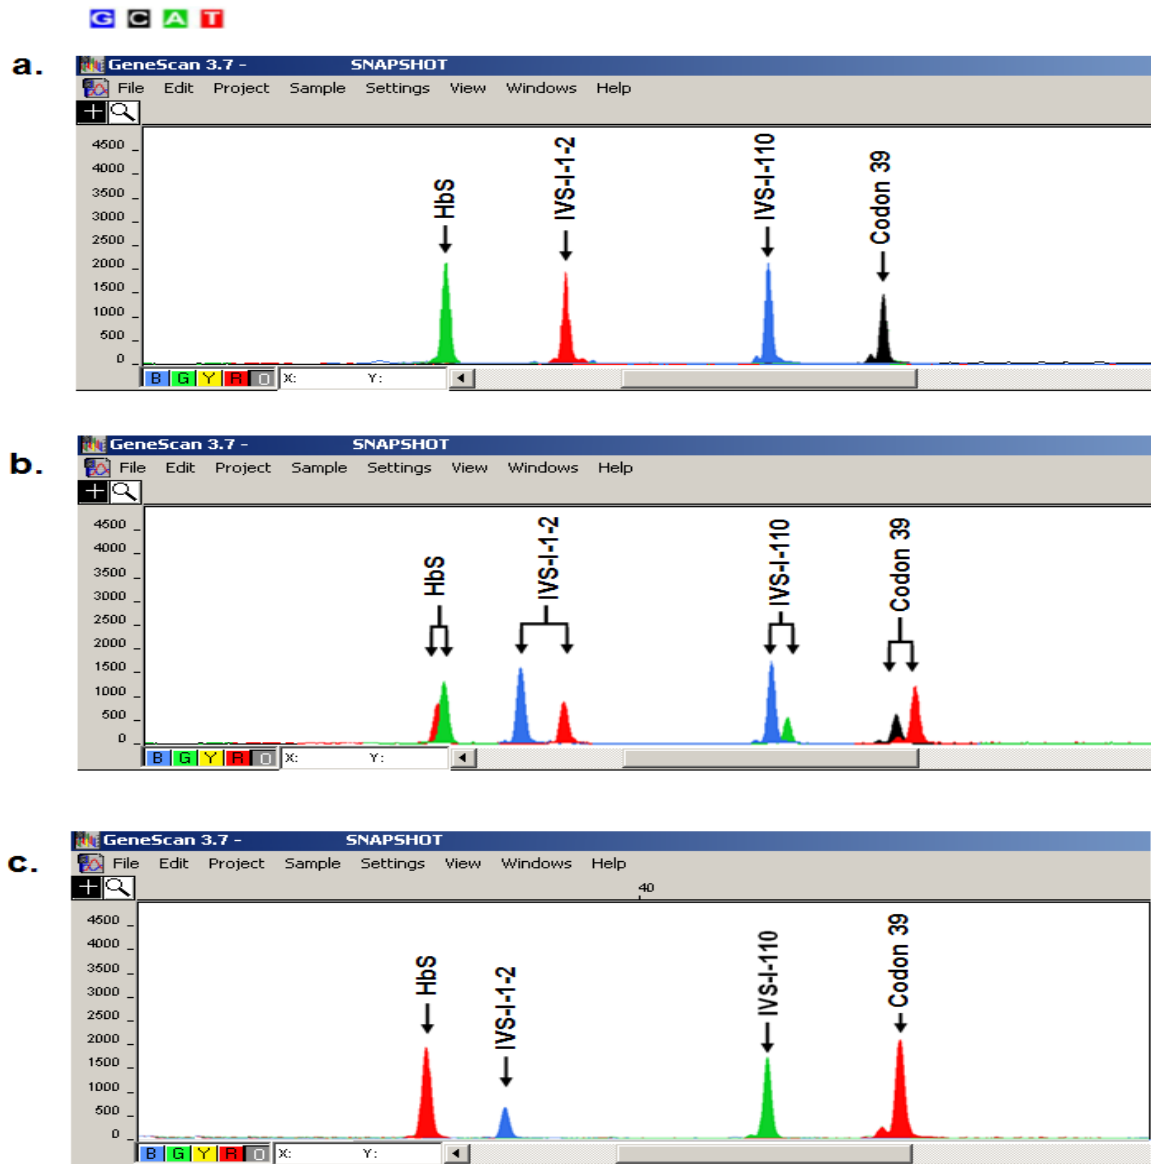 G C A T
a.
GeneScan 3.7 - SNAPSHOT
File Edit Project Sample Settings View Windows Help
4500
4000
3500
3000
2500
2000
1500
1000
500
0
HbS
IVS-I-1-2
IVS-I-110
Codon 39
B G Y R O X: Y:
b.
GeneScan 3.7 - SNAPSHOT
File Edit Project Sample Settings View Windows Help
4500
4000
3500
3000
2500
2000
1500
1000
500
0
HbS
IVS-I-1-2
IVS-I-110
Codon 39
B G Y R O X: Y:
c.
GeneScan 3.7 - SNAPSHOT
File Edit Project Sample Settings View Windows Help
40
4500
4000
3500
3000
2500
2000
1500
1000
500
0
HbS
IVS-I-1-2
IVS-I-110
Codon 39
B G Y R O X: Y: